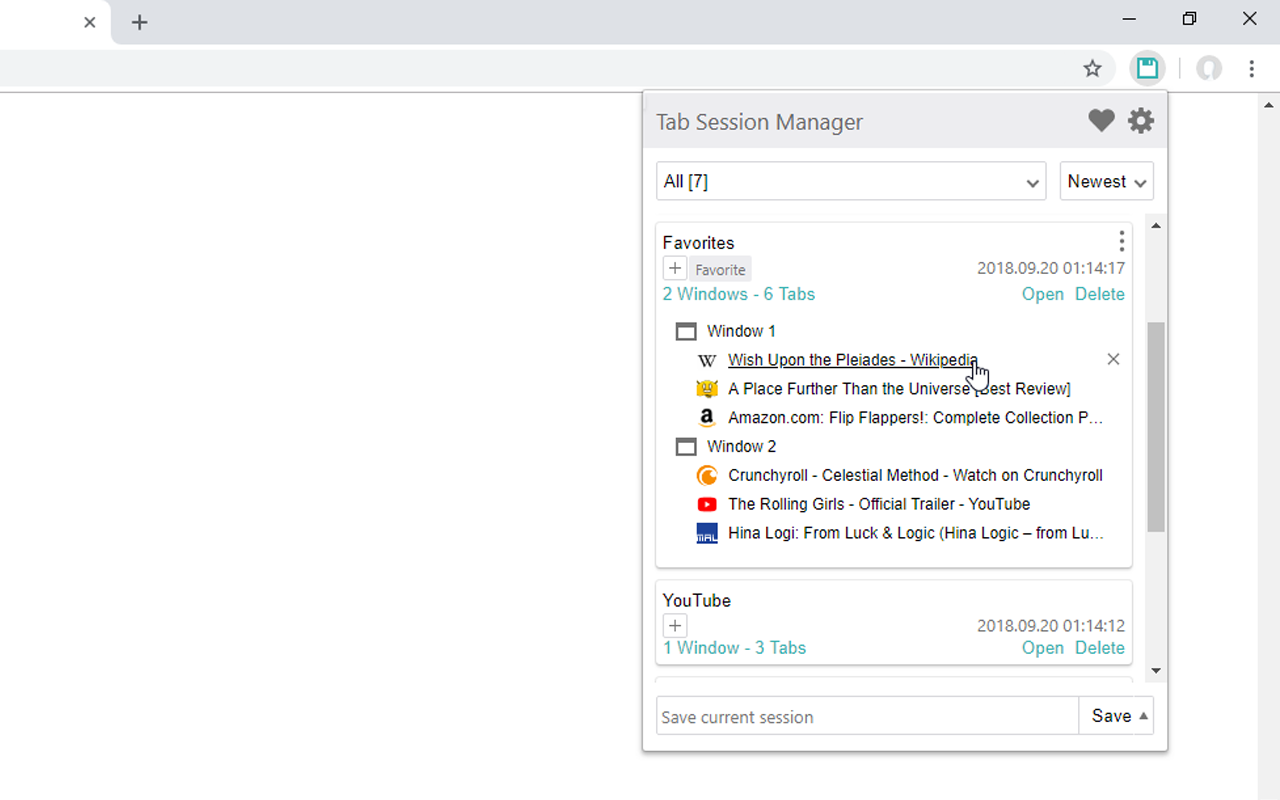 Tab Session Manager
All [7]
Newest
Favorites
Favorite
2018.09.20 01:14:17
2 Windows - 6 Tabs
Open Delete
Window 1
W Wish Upon the Pleiades - Wikipedia
A Place Further Than the Universe [Best Review]
a Amazon.com: Flip Flappers!: Complete Collection P...
Window 2
Crunchyroll - Celestial Method - Watch on Crunchyroll
The Rolling Girls - Official Trailer - YouTube
MAL Hina Logi: From Luck & Logic (Hina Logic – from Lu...
YouTube
2018.09.20 01:14:12
1 Window - 3 Tabs
Open Delete
Save current session
Save